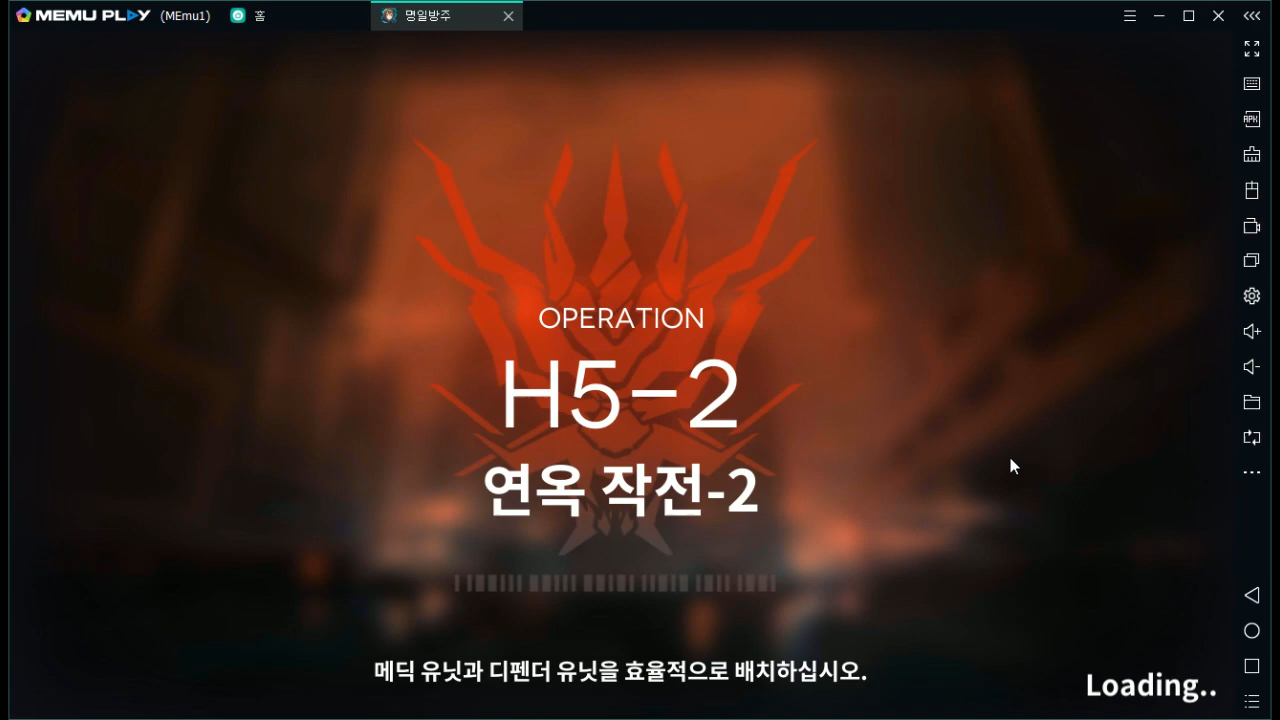 MEMU PLAY (MEmu1) 홈 명일방주
APK
OPERATION
H5-2
연옥 작전-2
메딕 유닛과 디펜더 유닛을 효율적으로 배치하십시오.
Loading..